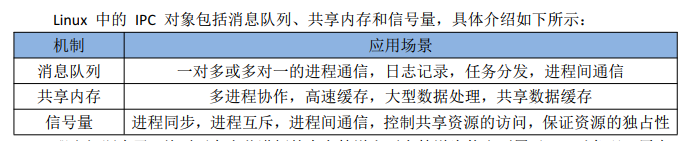 Linux 中的 IPC 对象包括消息队列、共享内存和信号量，具体介绍如下所示：
机制 应用场景
消息队列 一对多或多对一的进程通信，日志记录，任务分发，进程间通信
共享内存 多进程协作，高速缓存，大型数据处理，共享数据缓存
信号量 进程同步，进程互斥，进程间通信，控制共享资源的访问，保证资源的独占性